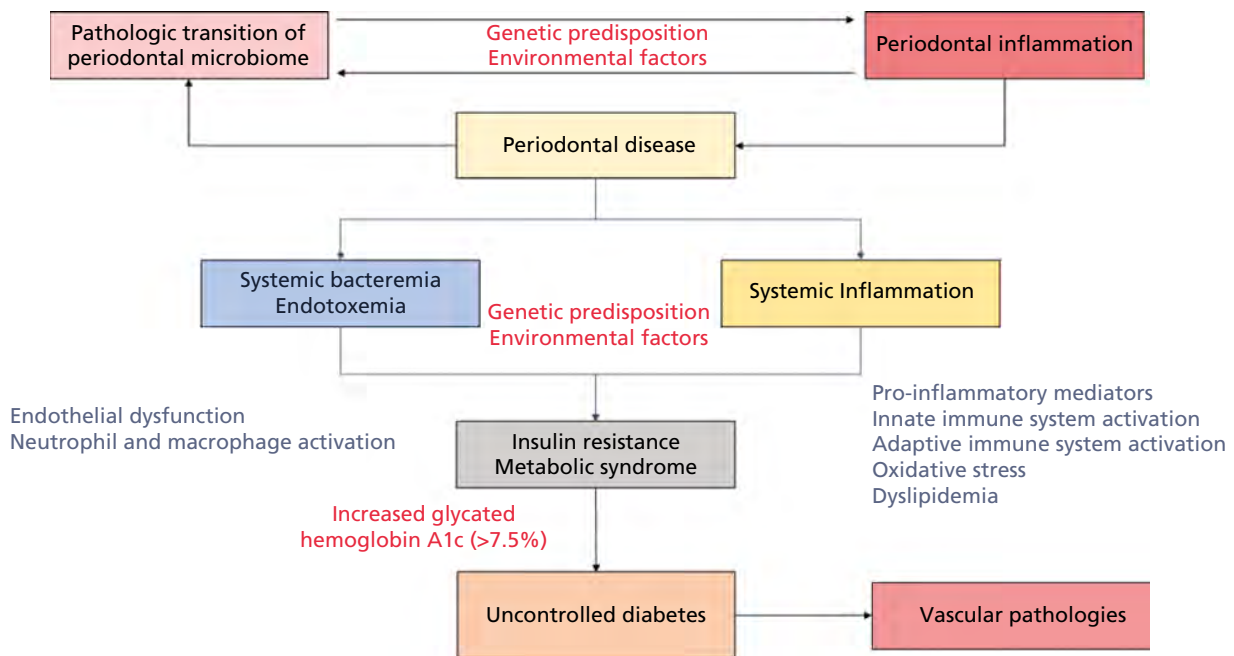 Pathologic transition of
periodontal microbiome
Genetic predisposition
Environmental factors
Periodontal inflammation
Periodontal disease
Systemic bacteremia
Endotoxemia
Genetic predisposition
Environmental factors
Systemic Inflammation
Endothelial dysfunction
Neutrophil and macrophage activation
Insulin resistance
Metabolic syndrome
Pro-inflammatory mediators
Innate immune system activation
Adaptive immune system activation
Oxidative stress
Dyslipidemia
Increased glycated
hemoglobin A1c (>7.5%)
Uncontrolled diabetes
Vascular pathologies